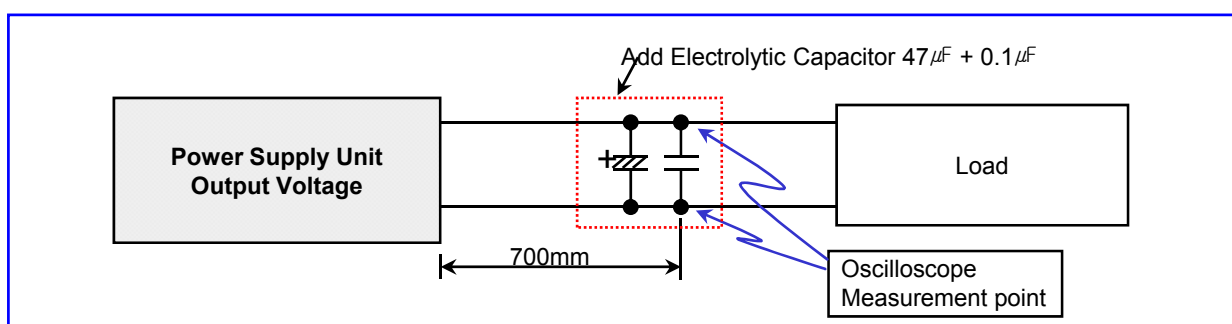 Add Electrolytic Capacitor 47㎌ + 0.1㎌
Power Supply Unit
Output Voltage
+
Load
700mm
Oscilloscope
Measurement point